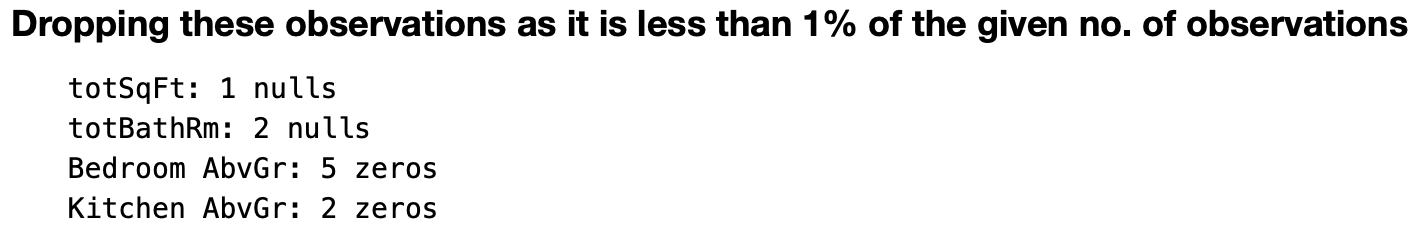 Dropping these observations as it is less than 1% of the given no. of observations
totSqFt: 1 nulls
totBathRm: 2 nulls
Bedroom AbvGr: 5 zeros
Kitchen AbvGr: 2 zeros